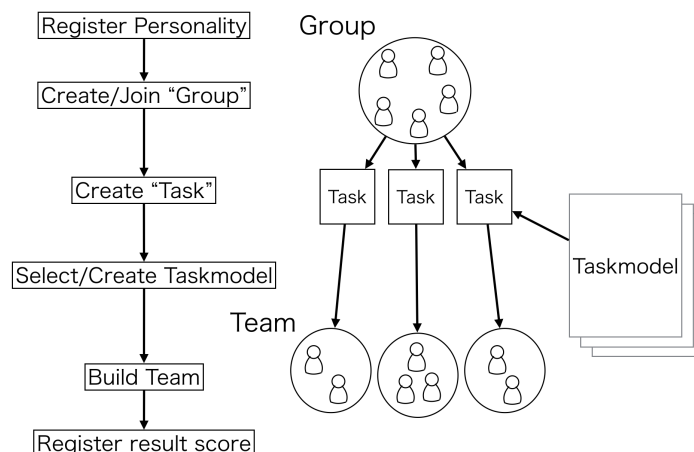 Register Personality
Create/Join “Group”
Create “Task”
Select/Create Taskmodel
Build Team
Register result score
Group
Task
Task
Task
Taskmodel
Team